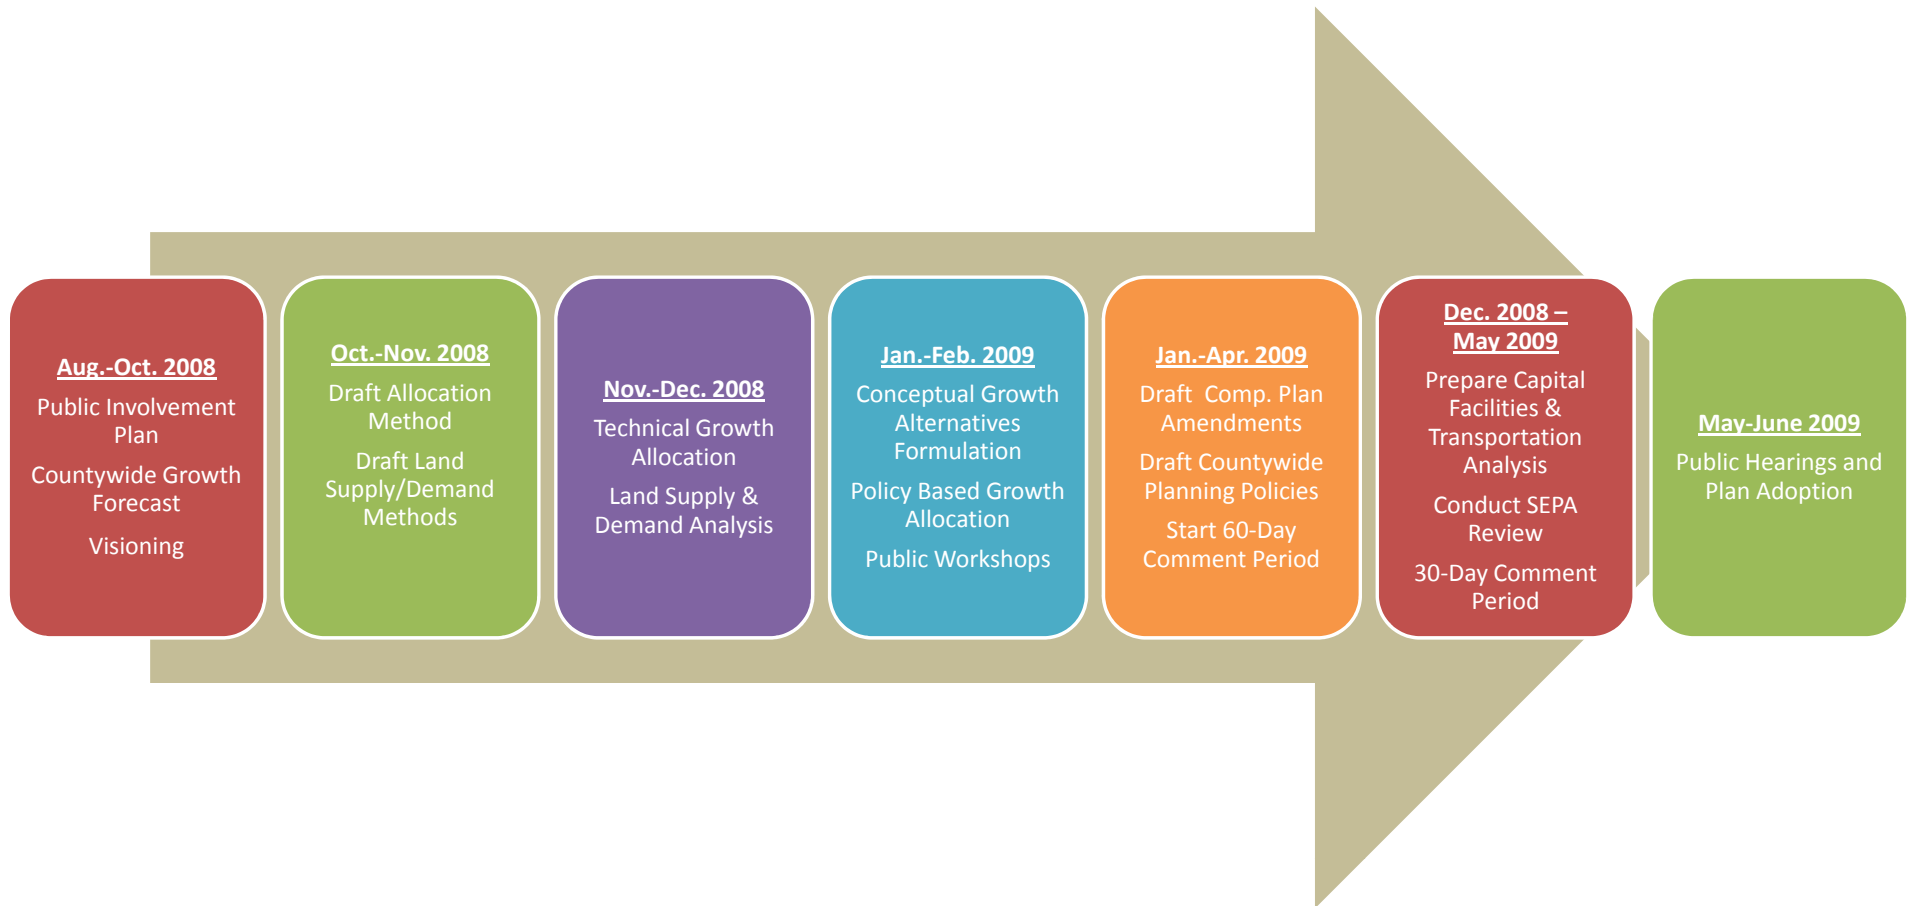 Aug.-Oct. 2008
Public Involvement
Plan
Countywide Growth
Forecast
Visioning
Oct.-Nov. 2008
Draft Allocation
Method
Draft Land
Supply/Demand
Methods
Nov.-Dec. 2008
Technical Growth
Allocation
Land Supply &
Demand Analysis
Jan.-Feb. 2009
Conceptual Growth
Alternatives
Formulation
Policy Based Growth
Allocation
Public Workshops
Jan.-Apr. 2009
Draft  Comp. Plan
Amendments
Draft Countywide
Planning Policies
Start 60-Day
Comment Period
Dec. 2008 –
May 2009
Prepare Capital
Facilities &
Transportation
Analysis
Conduct SEPA
Review
30-Day Comment
Period
May-June 2009
Public Hearings and
Plan Adoption